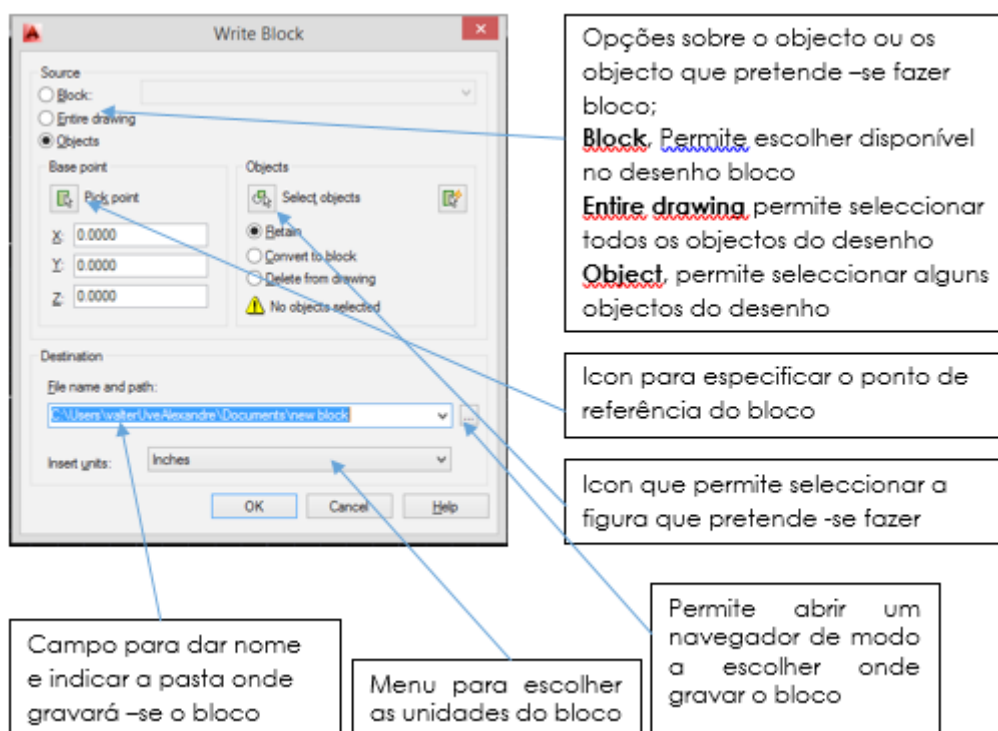 Write Block
Source
Block:
Entire drawing
Objects
Base point
Pick point
X: 0.0000
Y: 0.0000
Z: 0.0000
Objects
Select objects
Retain
Convert to block
Delete from drawing
No objects selected
Destination
File name and path:
C:\Users\valterUveAlexandre\Documents\new block
...
Insert units:
Inches
OK
Cancel
Help
Opções sobre o objecto ou os
objecto que pretende –se fazer
bloco;
Block, Permite escolher disponível
no desenho bloco
Entire drawing permite seleccionar
todos os objectos do desenho
Object, permite seleccionar alguns
objectos do desenho
Icon para especificar o ponto de
referência do bloco
Icon que permite seleccionar a
figura que pretende -se fazer
Permite abrir um
navegador de modo
a escolher onde
gravar o bloco
Campo para dar nome
e indicar a pasta onde
gravará –se o bloco
Menu para escolher
as unidades do bloco